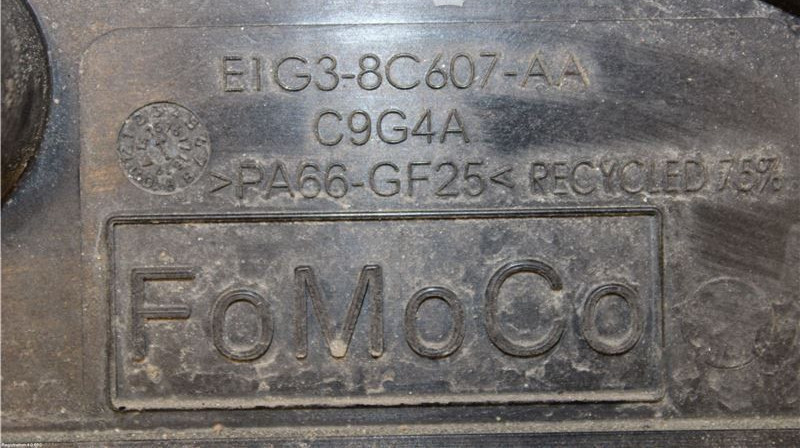 E1G3-8C607-AA
C9G4A
>PA66-GF25< RECYCLED 75%
FoMoCo